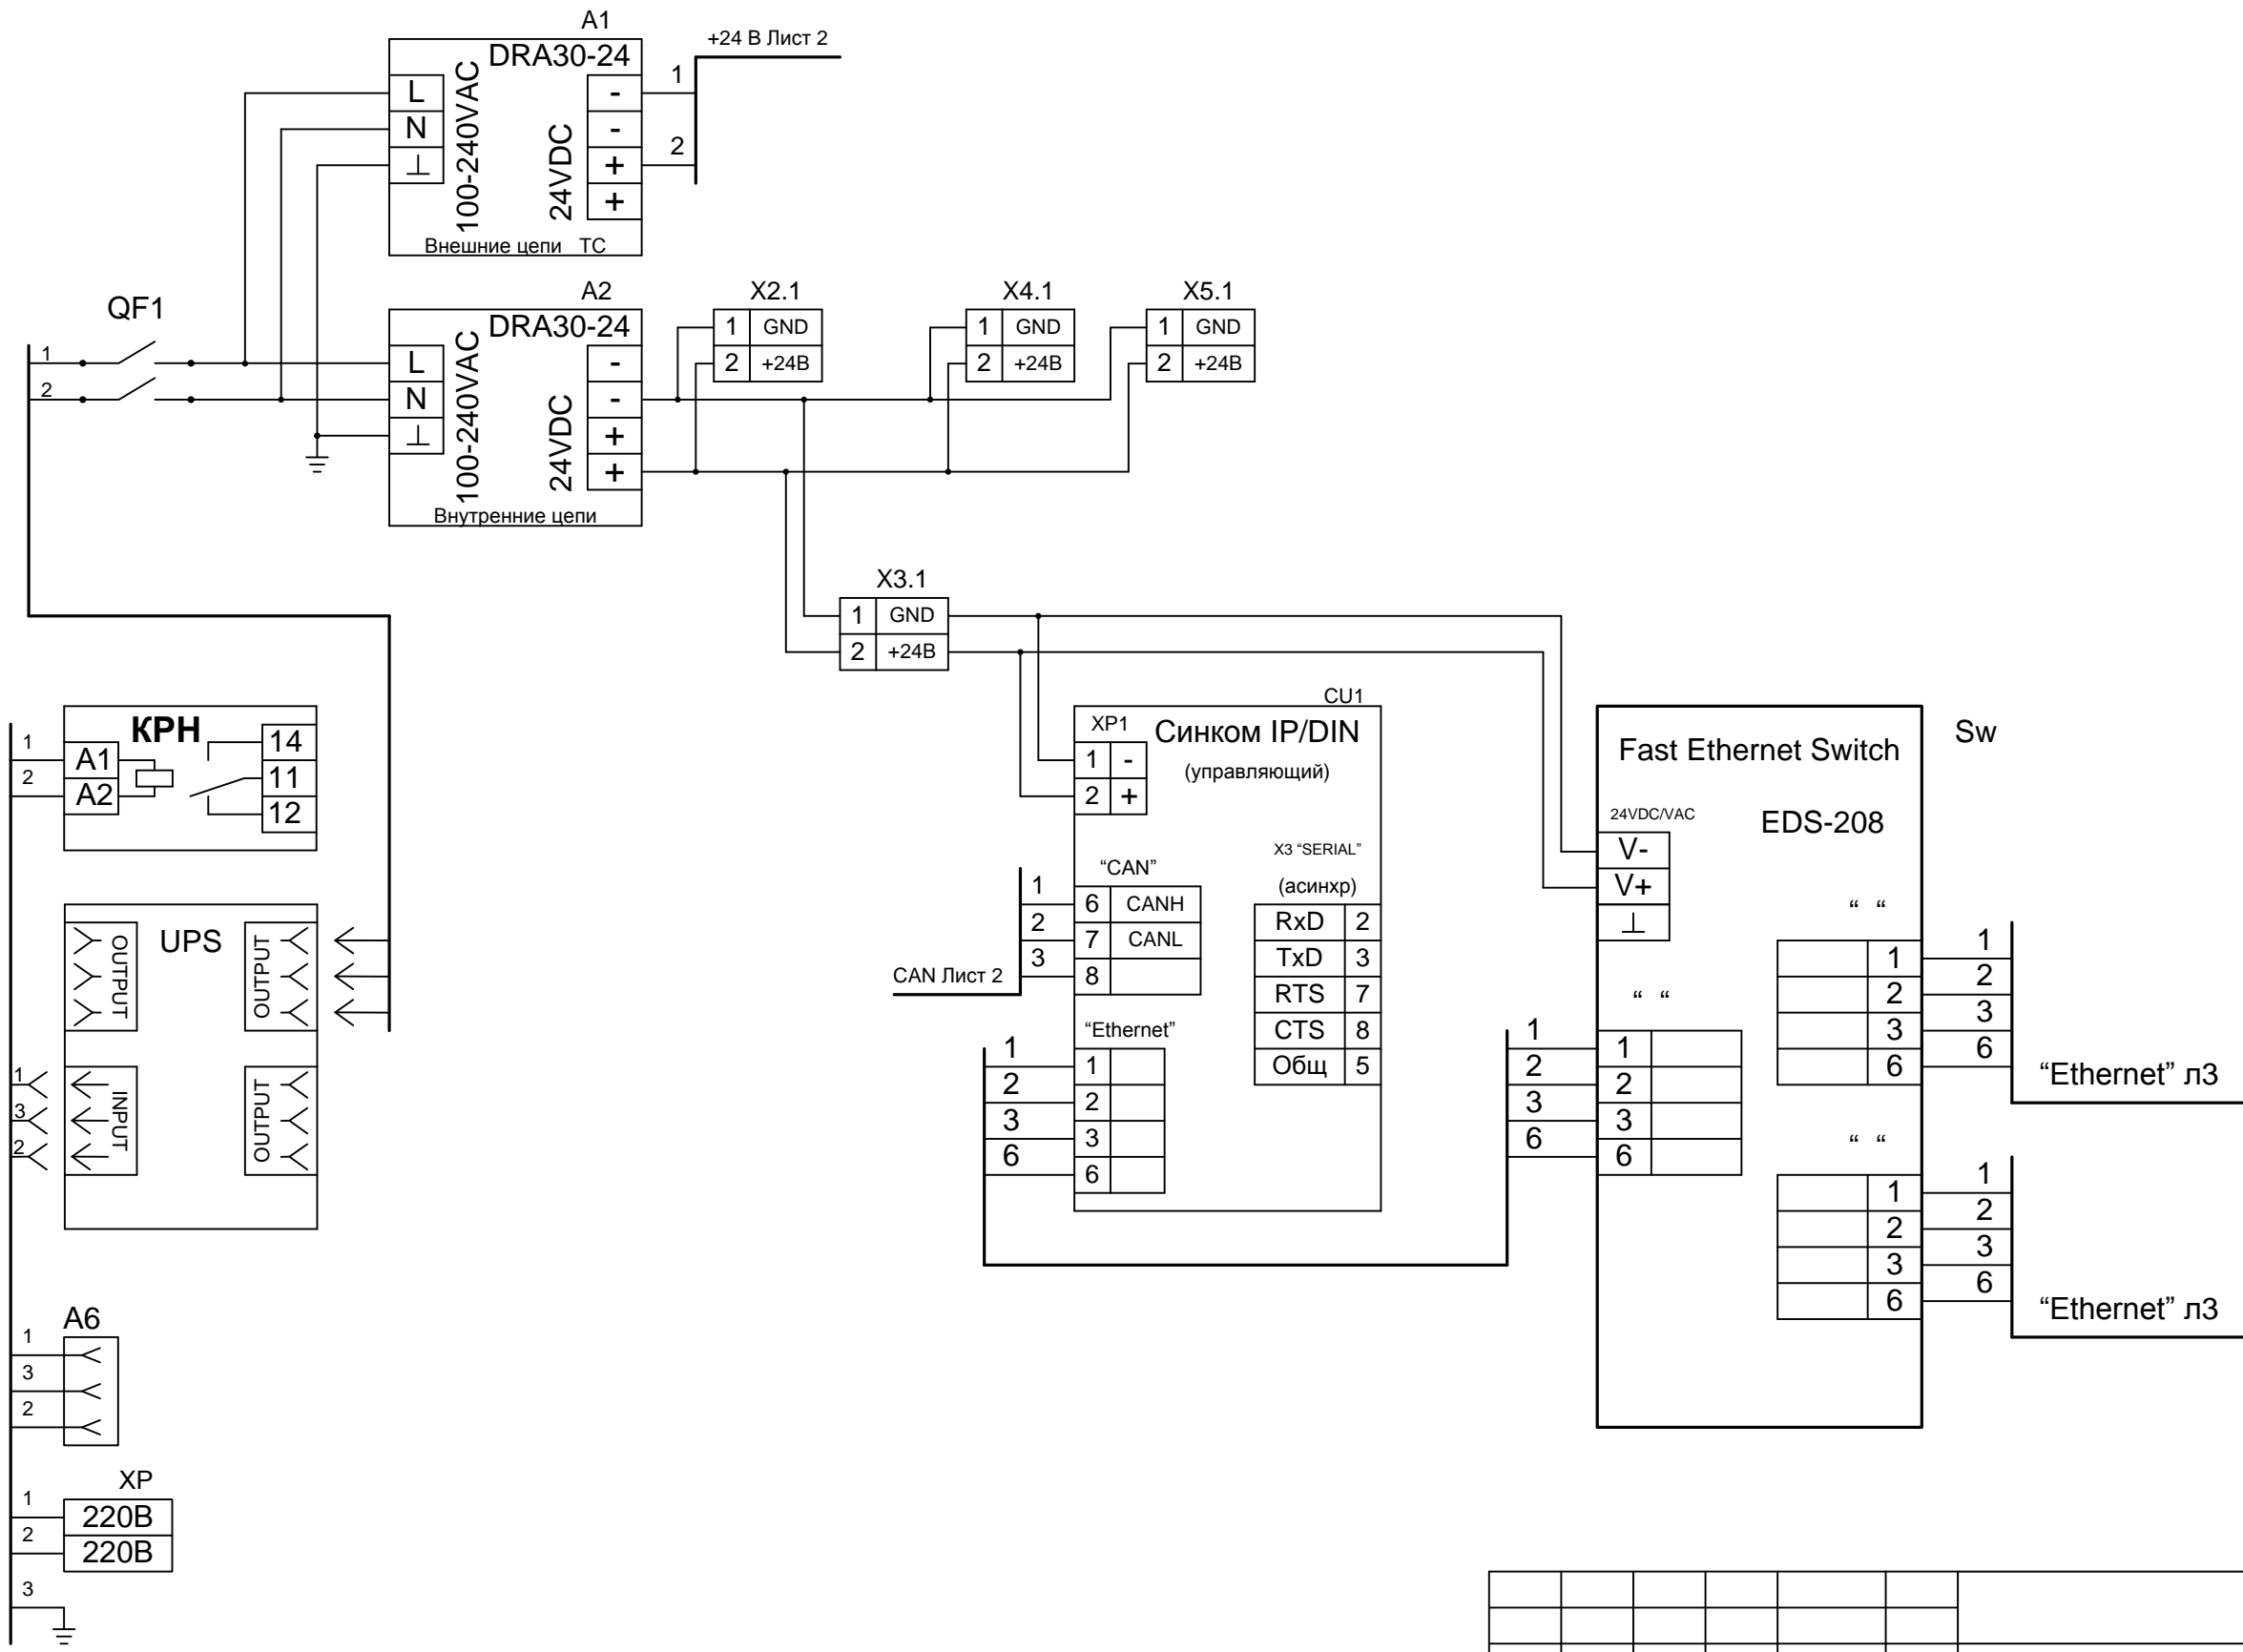 A1
DRA30-24
L
N
⊥
100-240VAC
24VDC
-
-
+
+
Внешние цепи ТС
1
2
+24 В Лист 2
QF1
1
2
A2
DRA30-24
L
N
⊥
100-240VAC
24VDC
-
-
+
+
Внутренние цепи
X2.1
1 GND
2 +24В
X4.1
1 GND
2 +24В
X5.1
1 GND
2 +24В
X3.1
1 GND
2 +24В
КРН
1
2
A1
A2
14
11
12
UPS
OUTPUT
OUTPUT
INPUT
OUTPUT
1
3
2
A6
1
3
2
XP
1
2
220В
220В
3
CU1
XP1
Синком IP/DIN
(управляющий)
1 -
2 +
“CAN”
1
2
3
6 CANH
7 CANL
8
CAN Лист 2
X3 “SERIAL”
(асинхр)
RxD 2
TxD 3
RTS 7
CTS 8
Общ 5
“Ethernet”
1
2
3
6
1
2
3
6
Sw
Fast Ethernet Switch
EDS-208
24VDC/VAC
V-
V+
⊥
“ “
1
2
3
6
1
2
3
6
“ “
1
2
3
6
1
2
3
6
“Ethernet” л3
“ “
1
2
3
6
1
2
3
6
“Ethernet” л3